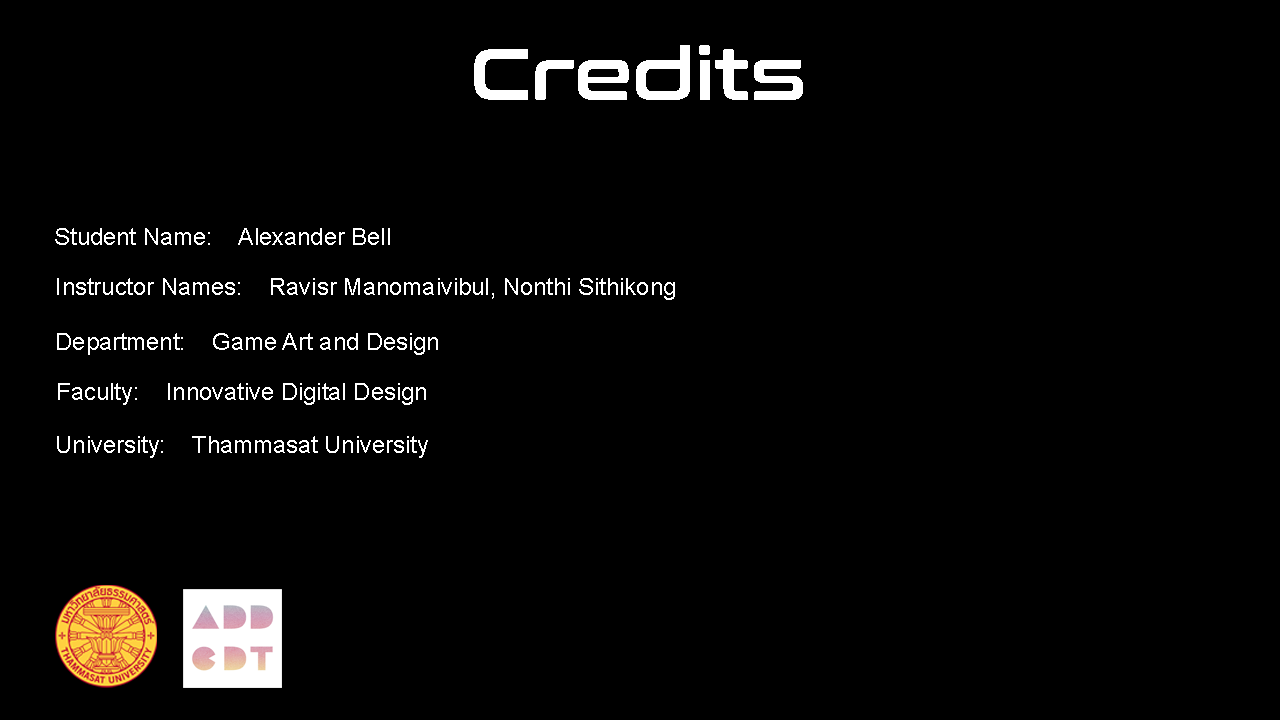 Credits
Student Name: Alexander Bell
Instructor Names: Ravisr Manomaivibul, Nonthi Sithikong
Department: Game Art and Design
Faculty: Innovative Digital Design
University: Thammasat University
มหาวิทยาลัยธรรมศาสตร์
THAMMASAT UNIVERSITY
ADD
CDT